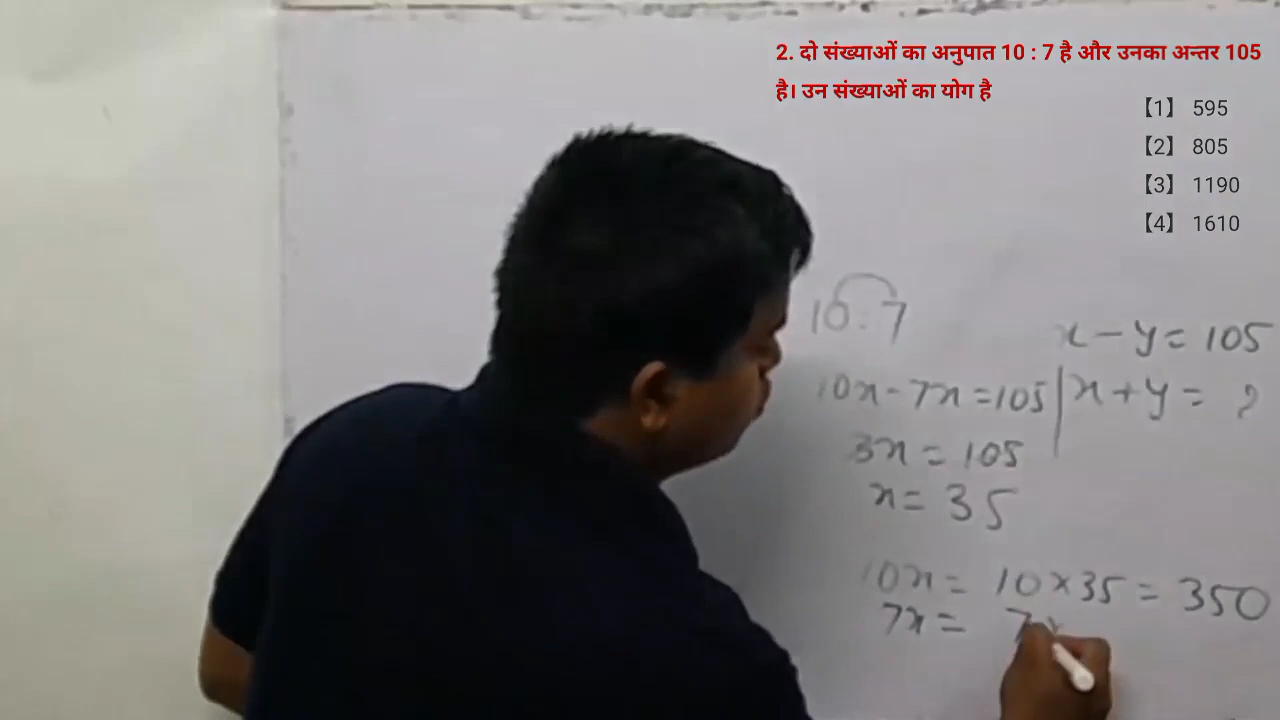 2. दो संख्याओं का अनुपात 10 : 7 है और उनका अन्तर 105
है। उन संख्याओं का योग है
【1】 595
【2】 805
【3】 1190
【4】 1610
10 : 7
x - y = 105
10x - 7x = 105
x + y = ?
3x = 105
x = 35
10x = 10 × 35 = 350
7x = 7×